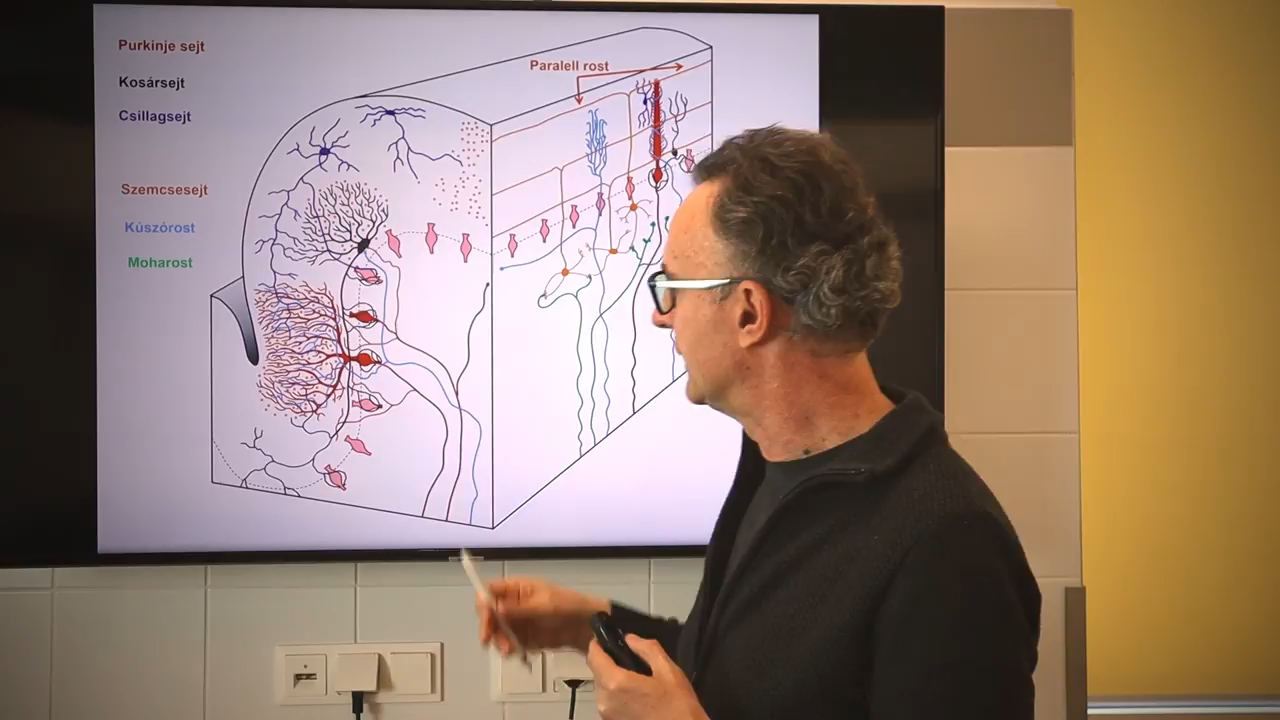 Purkinje sejt
Kosársejt
Csillagsejt
Szemcsesejt
Kúszórost
Moharost
Paralell rost